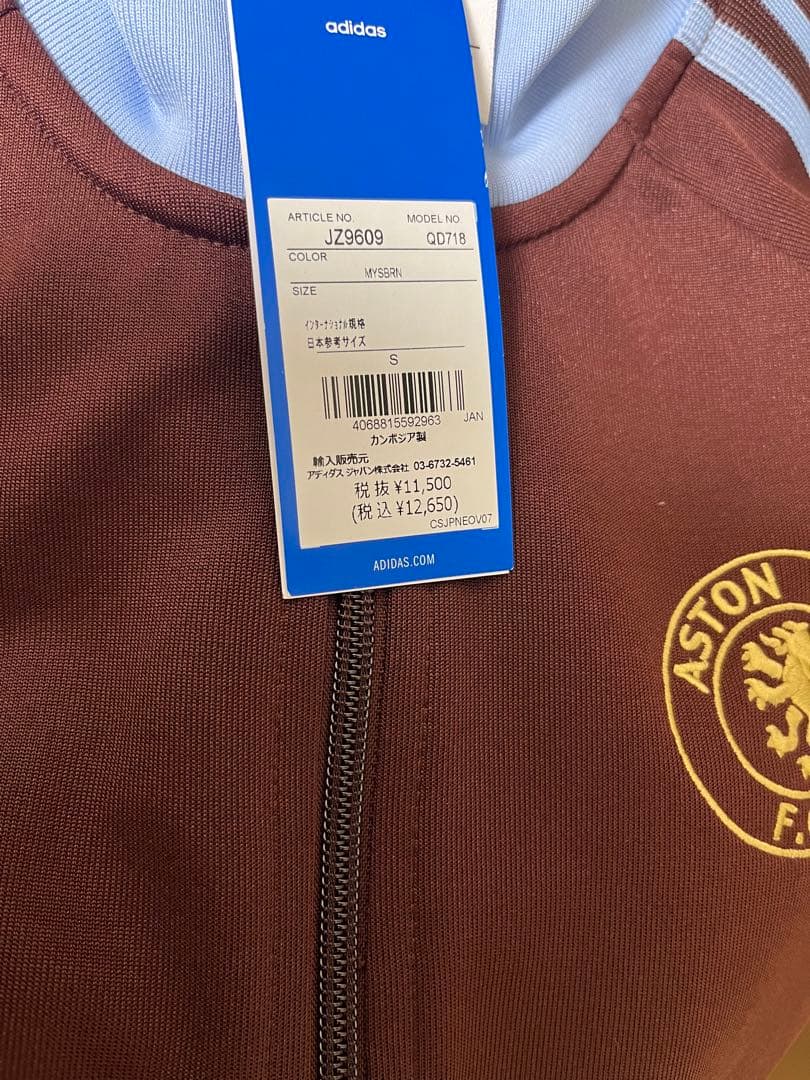 adidas
ARTICLE NO. MODEL NO.
JZ9609 QD718
COLOR
MYSBRN
SIZE
インターナショナル規格
日本参考サイズ
S
4068815592963 JAN
カンボジア製
輸入販売元
アディダス ジャパン株式会社 03-6732-5461
税抜 ¥11,500
(税込 ¥12,650)
CSJPNEOV07
ADIDAS.COM
ASTON
F.